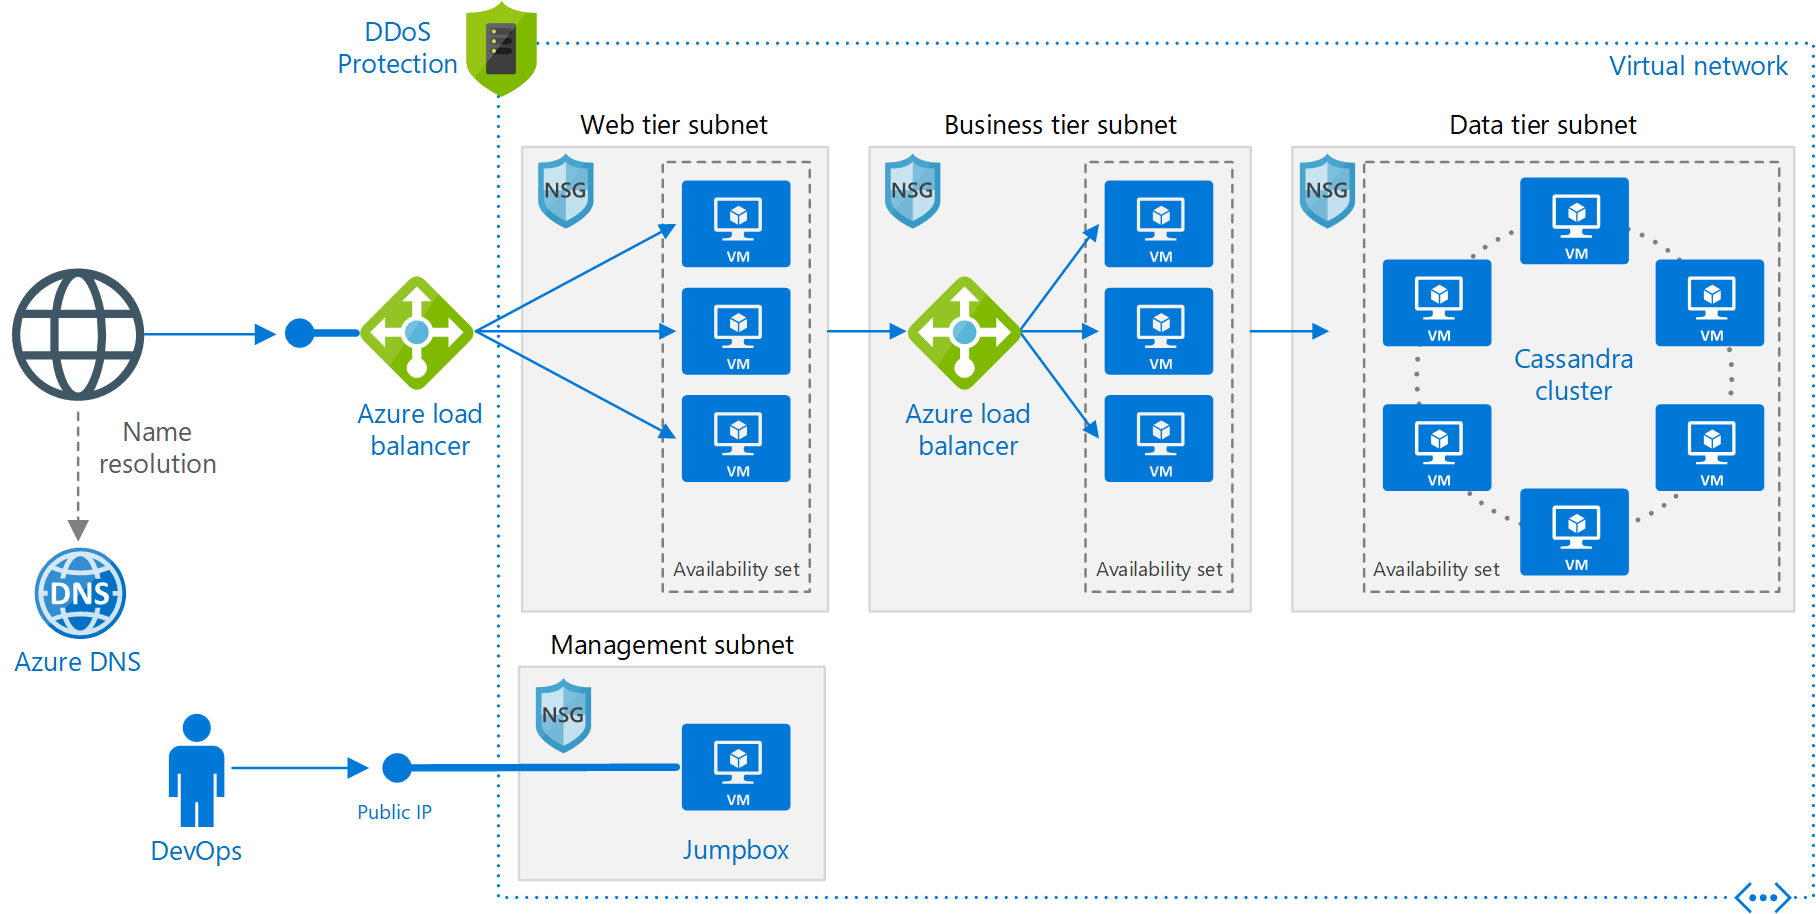 DDoS
Protection
Virtual network
Web tier subnet
Business tier subnet
Data tier subnet
NSG
NSG
NSG
VM
VM
VM
VM
VM
VM
VM
VM
VM
VM
VM
VM
Cassandra
cluster
Azure load
balancer
Azure load
balancer
Name
resolution
Availability set
Availability set
Availability set
DNS
Azure DNS
Management subnet
NSG
VM
Jumpbox
Public IP
DevOps